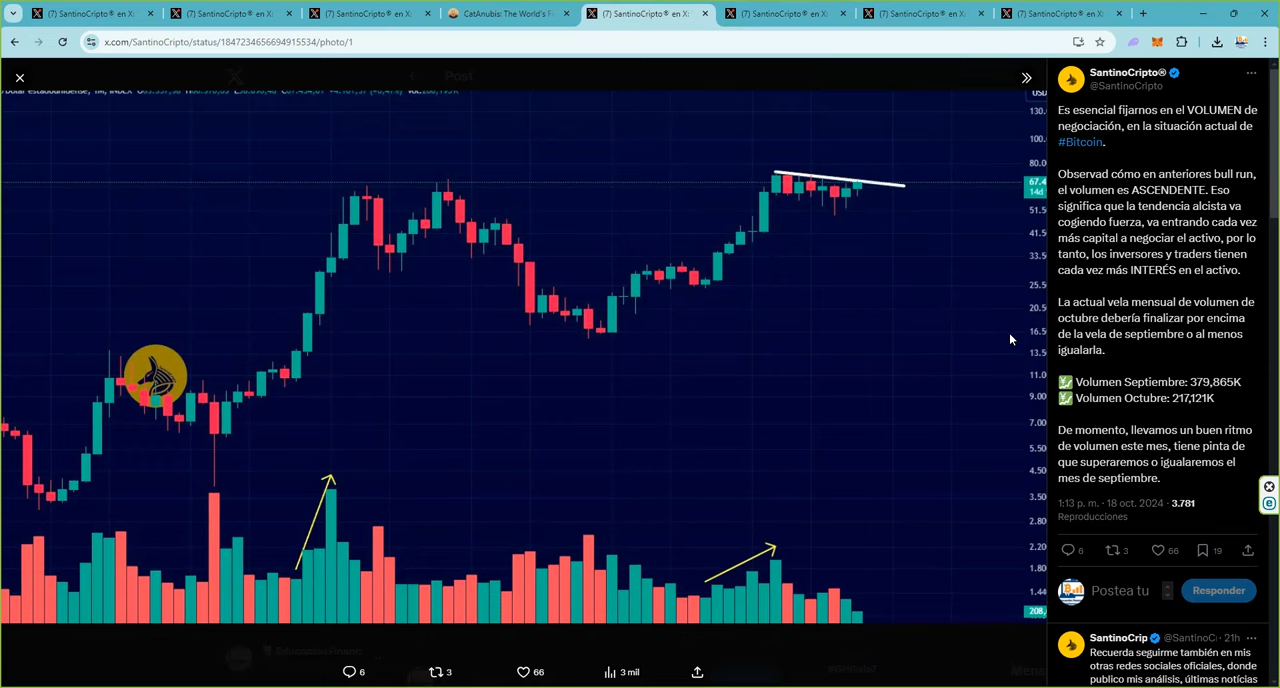 (7) SantinoCripto® en X:
(7) SantinoCripto® en X:
(7) SantinoCripto® en X:
CatAnubis: The World's F
(7) SantinoCripto® en X:
(7) SantinoCripto® en X:
(7) SantinoCripto® en X:
(7) SantinoCripto® en X:
x.com/SantinoCripto/status/1847234656694915534/photo/1
Post
SantinoCripto®
@SantinoCripto
Es esencial fijarnos en el VOLUMEN de
negociación, en la situación actual de
#Bitcoin.
Observad cómo en anteriores bull run,
el volumen es ASCENDENTE. Eso
significa que la tendencia alcista va
cogiendo fuerza, va entrando cada vez
más capital a negociar el activo, por lo
tanto, los inversores y traders tienen
cada vez más INTERÉS en el activo.
La actual vela mensual de volumen de
octubre debería finalizar por encima
de la vela de septiembre o al menos
igualarla.
Volumen Septiembre: 379,865K
Volumen Octubre: 217,121K
De momento, llevamos un buen ritmo
de volumen este mes, tiene pinta de
que superaremos o igualaremos el
mes de septiembre.
1:13 p. m. · 18 oct. 2024 · 3.781
Reproducciones
6 3 66 19
Postea tu
Responder
SantinoCrip @SantinoC · 21h
Recuerda seguirme también en mis
otras redes sociales oficiales, donde
publico mis análisis, últimas noticias
USD
130.
100.
80.0
67.4
14d
51.5
41.5
33.5
25.5
20.5
16.5
13.5
11.0
9.00
7.00
5.50
4.50
3.50
2.80
2.20
1.80
1.44
208,
6 3 66 3 mil